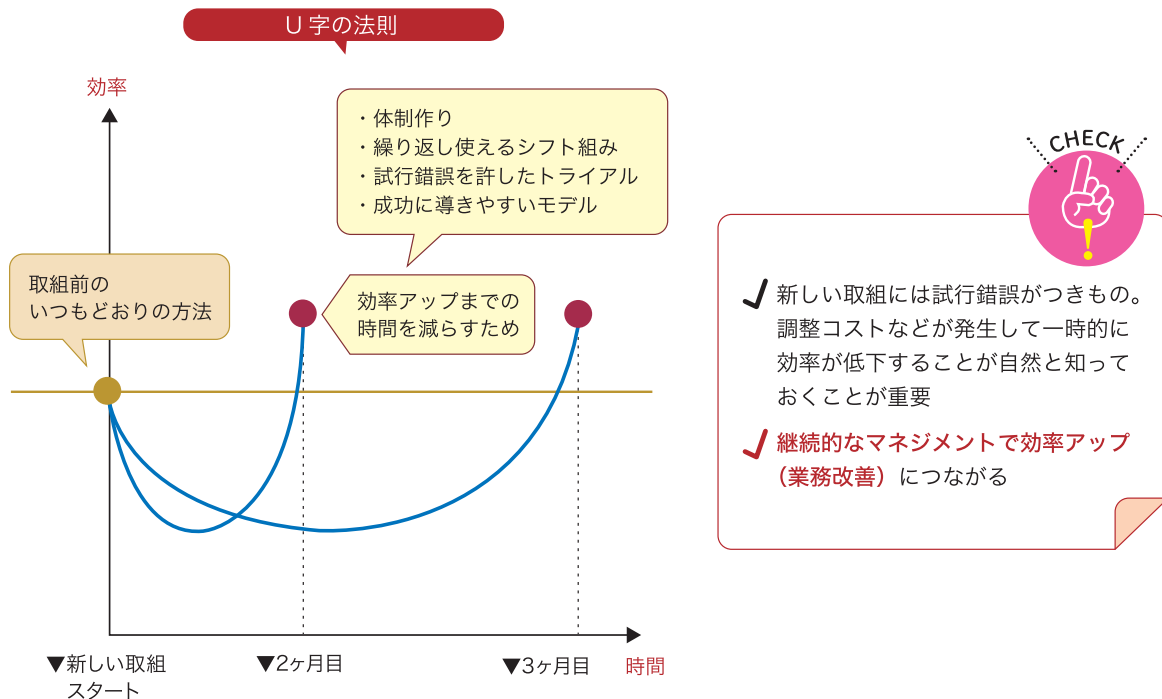 U字の法則
効率
・体制作り
・繰り返し使えるシフト組み
・試行錯誤を許したトライアル
・成功に導きやすいモデル
取組前の
いつもどおりの方法
効率アップまでの
時間を減らすため
▼新しい取組
スタート
▼2ヶ月目
▼3ヶ月目
時間
CHECK
新しい取組には試行錯誤がつきもの。
調整コストなどが発生して一時的に
効率が低下することが自然と知って
おくことが重要
継続的なマネジメントで効率アップ
（業務改善）につながる